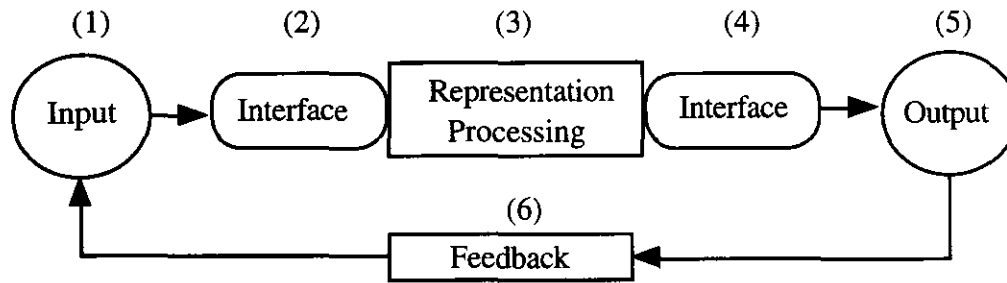 (1) (2) (3) (4) (5)
Input
Interface
Representation
Processing
Interface
Output
(6)
Feedback